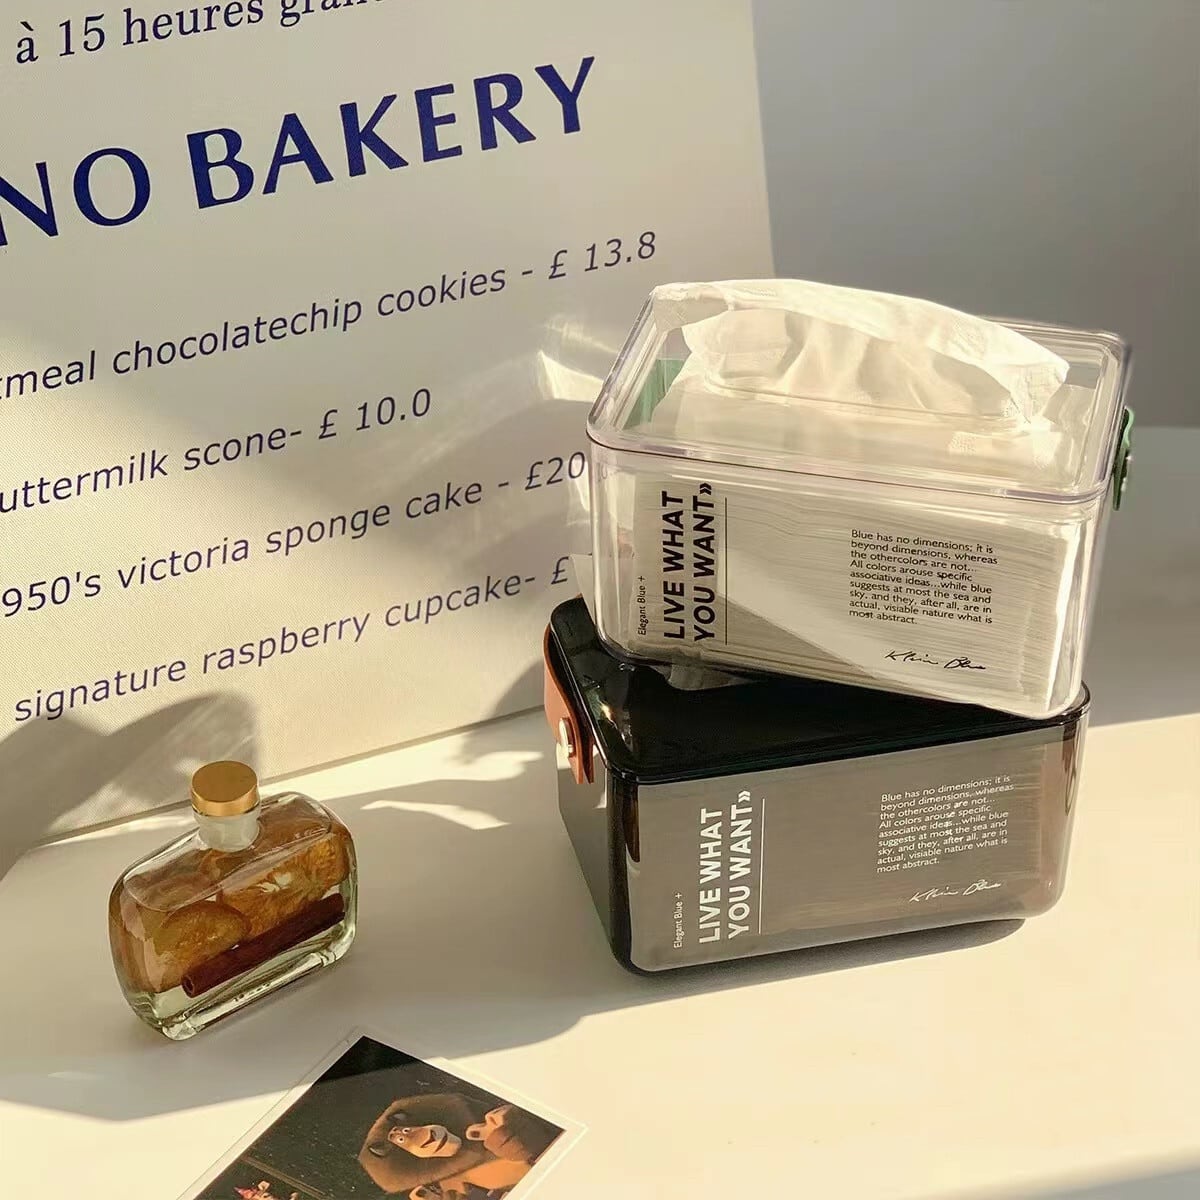 à 15 heures
NO BAKERY
chocolatechip cookies - £ 13.8
scone- £ 10.0
victoria sponge cake - £20
signature raspberry cupcake- £
Elegant Blue +
LIVE WHAT
YOU WANT»
Blue has no dimensions; it is
beyond dimensions, whereas
the othercolors are not...
All colors arouse specific
associative ideas...while blue
suggests at most the sea and
sky, and they, after all, are in
actual, visiable nature what is
most abstract.
Klein Blue
Elegant Blue +
LIVE WHAT
YOU WANT»
Blue has no dimensions; it is
beyond dimensions, whereas
the othercolors are not...
All colors arouse specific
associative ideas...while blue
suggests at most the sea and
sky, and they, after all, are in
actual, visiable nature what is
most abstract.
Klein Blue